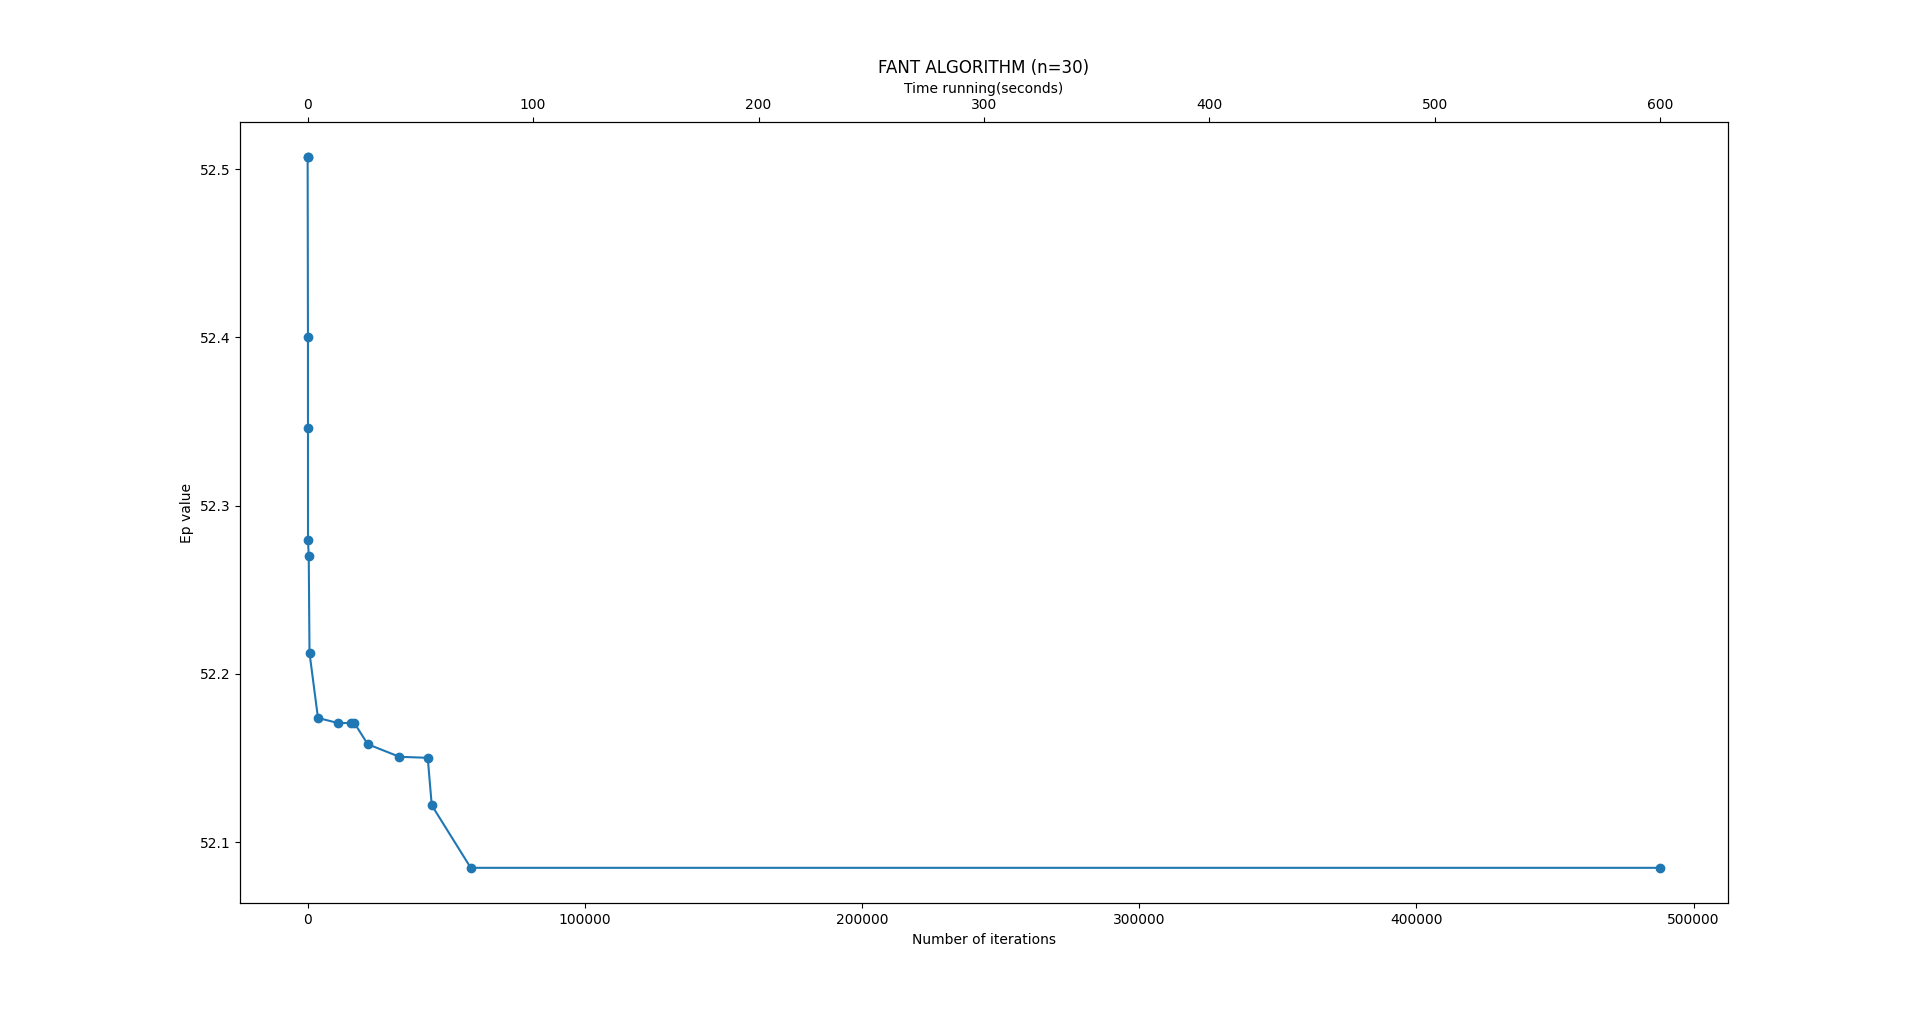 FANT ALGORITHM (n=30)
Time running(seconds)
0 100 200 300 400 500 600
52.5
52.4
52.3
52.2
52.1
Ep value
0 100000 200000 300000 400000 500000
Number of iterations